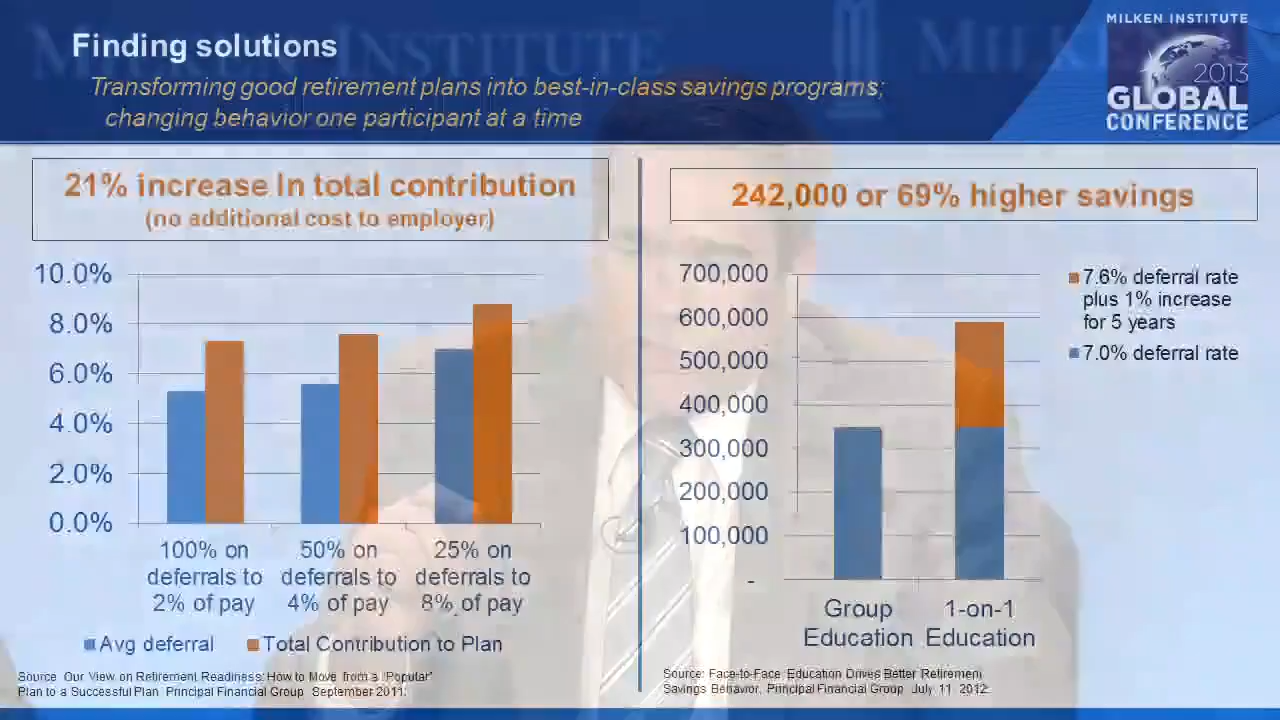 MILKEN INSTITUTE
2013
GLOBAL
CONFERENCE
Finding solutions
Transforming good retirement plans into best-in-class savings programs;
changing behavior one participant at a time
21% increase In total contribution
(no additional cost to employer)
10.0%
8.0%
6.0%
4.0%
2.0%
0.0%
100% on
deferrals to
2% of pay
50% on
deferrals to
4% of pay
25% on
deferrals to
8% of pay
Avg deferral
Total Contribution to Plan
Source: Our View on Retirement Readiness: How to Move from a "Popular"
Plan to a Successful Plan Principal Financial Group September 2011.
242,000 or 69% higher savings
700,000
600,000
500,000
400,000
300,000
200,000
100,000
-
Group
Education
1-on-1
Education
7.6% deferral rate
plus 1% increase
for 5 years
7.0% deferral rate
Source: Face-to-Face Education Drives Better Retirement
Savings Behavior, Principal Financial Group July 11, 2012.